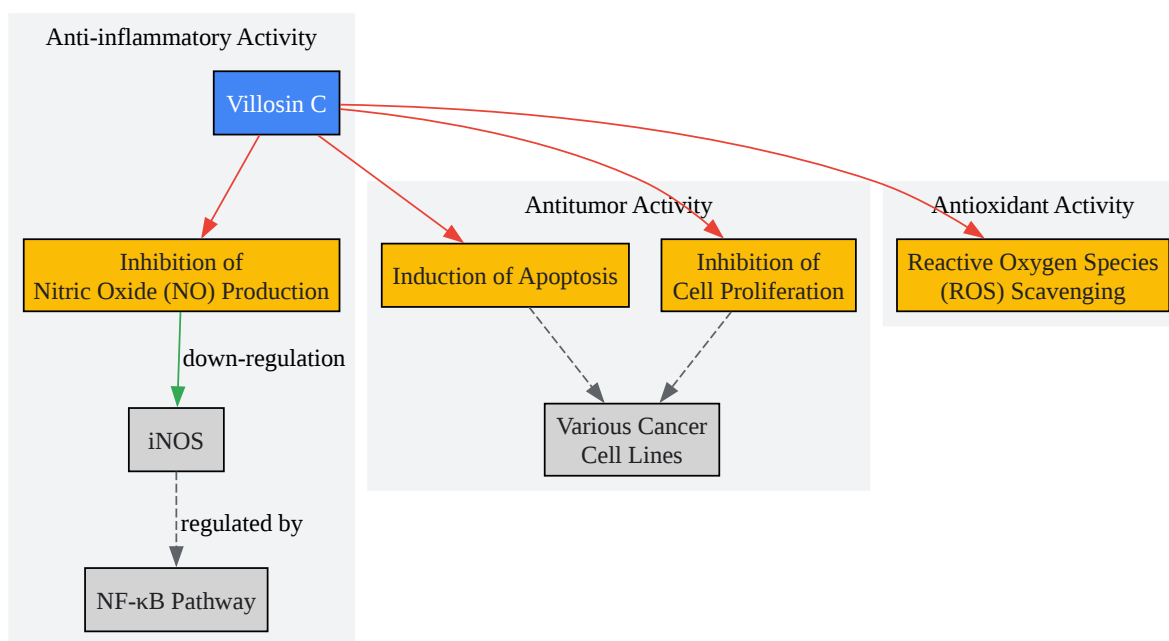 Anti-inflammatory Activity
Villosin C
Antitumor Activity
Antioxidant Activity
Inhibition of
Nitric Oxide (NO) Production
Induction of Apoptosis
Inhibition of
Cell Proliferation
Reactive Oxygen Species
(ROS) Scavenging
down-regulation
iNOS
Various Cancer
Cell Lines
regulated by
NF-κB Pathway